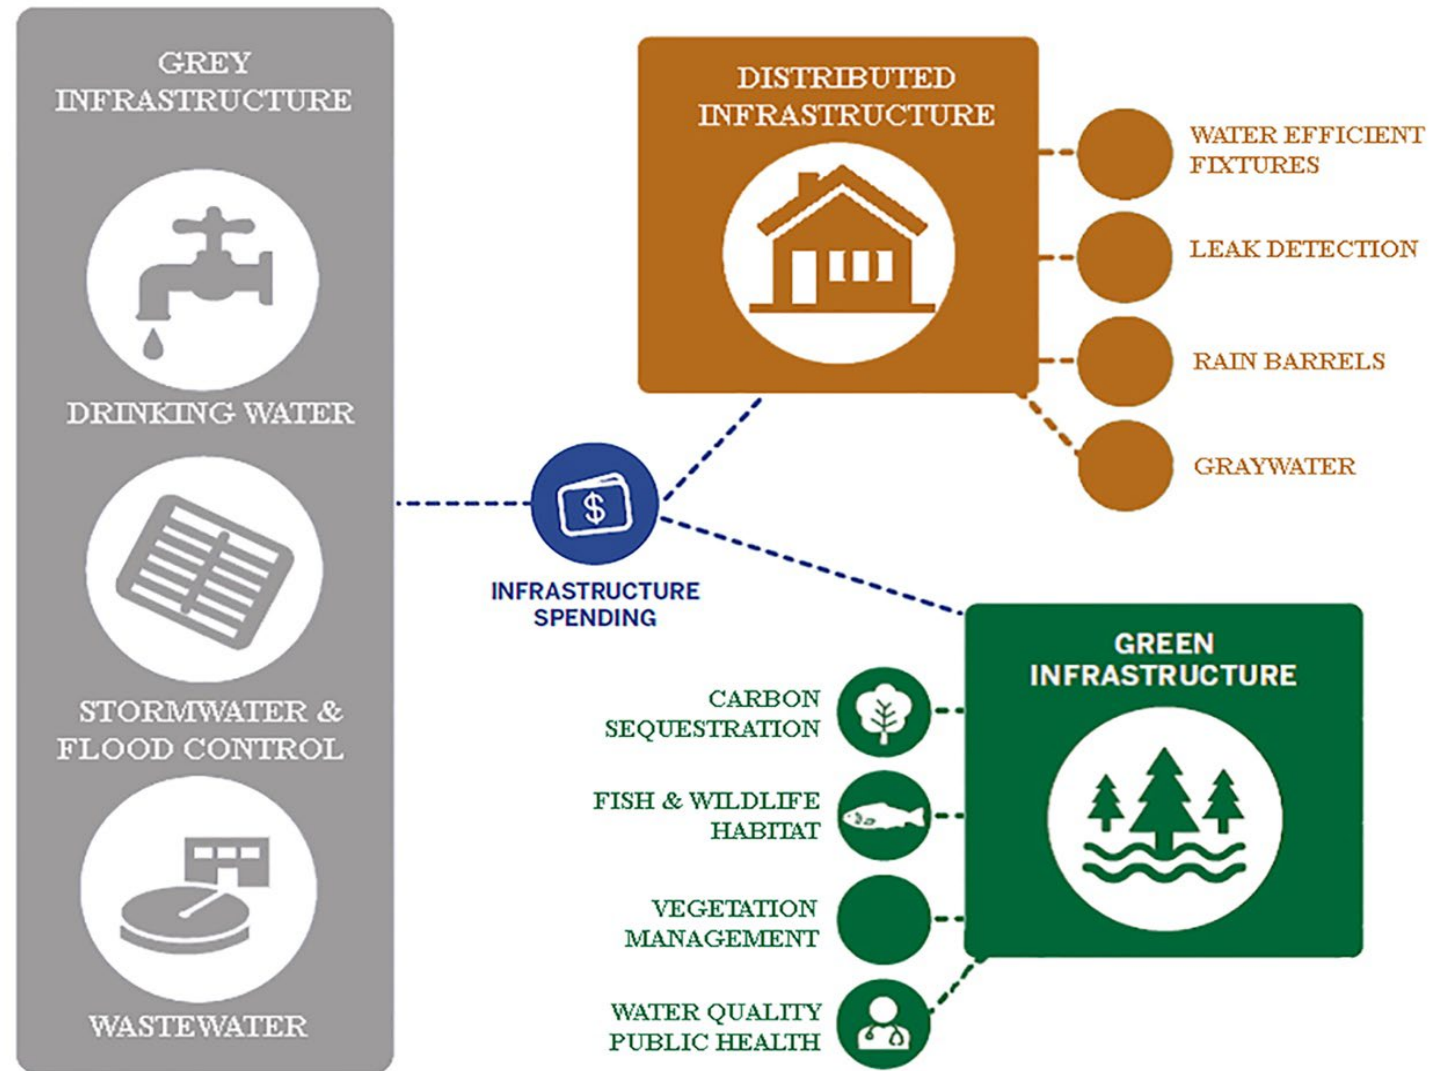 GREY
INFRASTRUCTURE
DRINKING WATER
STORMWATER &
FLOOD CONTROL
WASTEWATER
$
INFRASTRUCTURE
SPENDING
DISTRIBUTED
INFRASTRUCTURE
WATER EFFICIENT
FIXTURES
LEAK DETECTION
RAIN BARRELS
GRAYWATER
GREEN
INFRASTRUCTURE
CARBON
SEQUESTRATION
FISH & WILDLIFE
HABITAT
VEGETATION
MANAGEMENT
WATER QUALITY
PUBLIC HEALTH